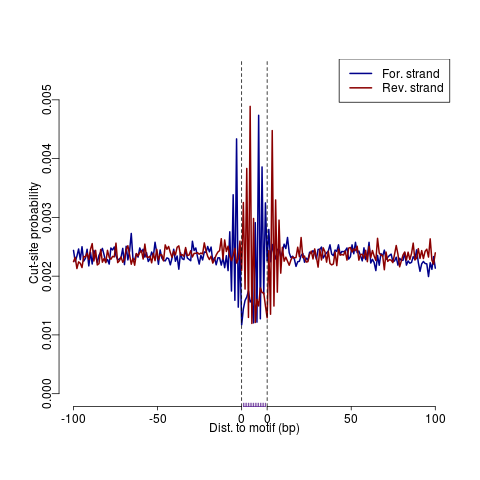 For. strand
Rev. strand
Cut-site probability
0.005
0.004
0.003
0.002
0.001
0.000
-100 -50 0 0 50 100
Dist. to motif (bp)